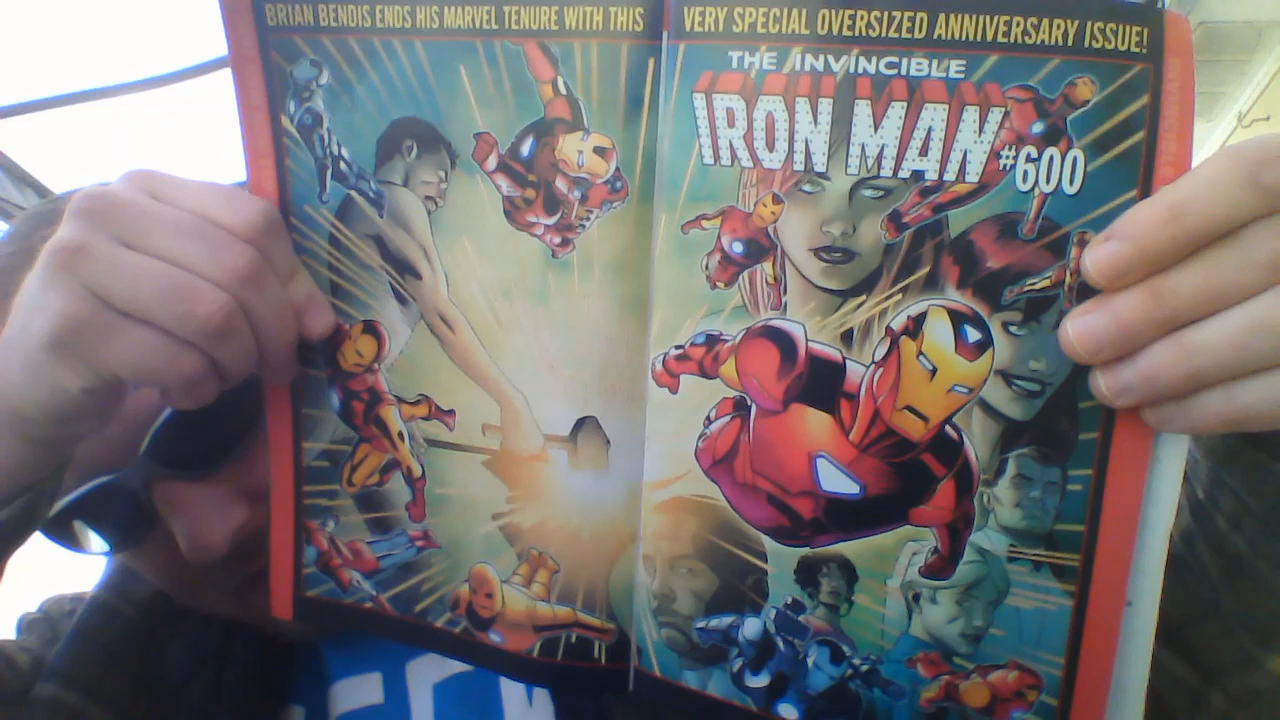 BRIAN BENDIS ENDS HIS MARVEL TENURE WITH THIS VERY SPECIAL OVERSIZED ANNIVERSARY ISSUE!
THE INVINCIBLE
IRON MAN
#600